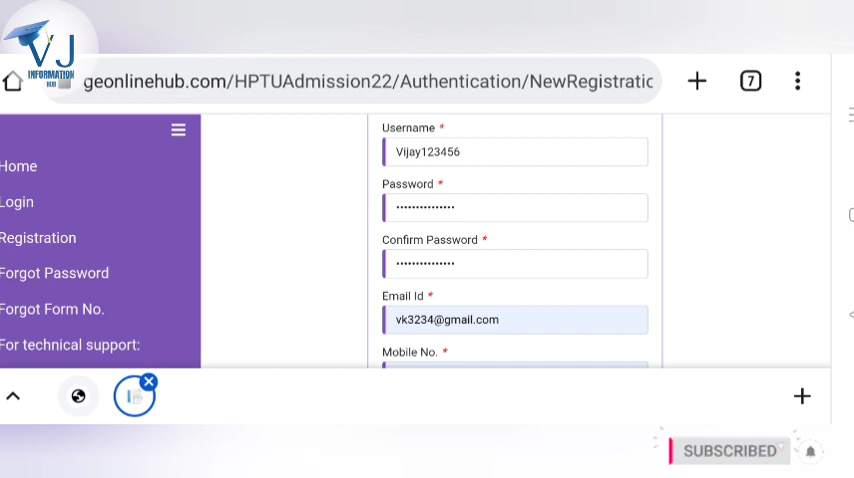 VJ
INFORMATION
HUB
geonlinehub.com/HPTUAdmission22/Authentication/NewRegistratic
7
Username *
Vijay123456
Home
Password *
Login
••••••••••••••
Registration
Confirm Password *
••••••••••••••
Forgot Password
Email Id *
Forgot Form No.
vk3234@gmail.com
For technical support:
Mobile No. *
SUBSCRIBED